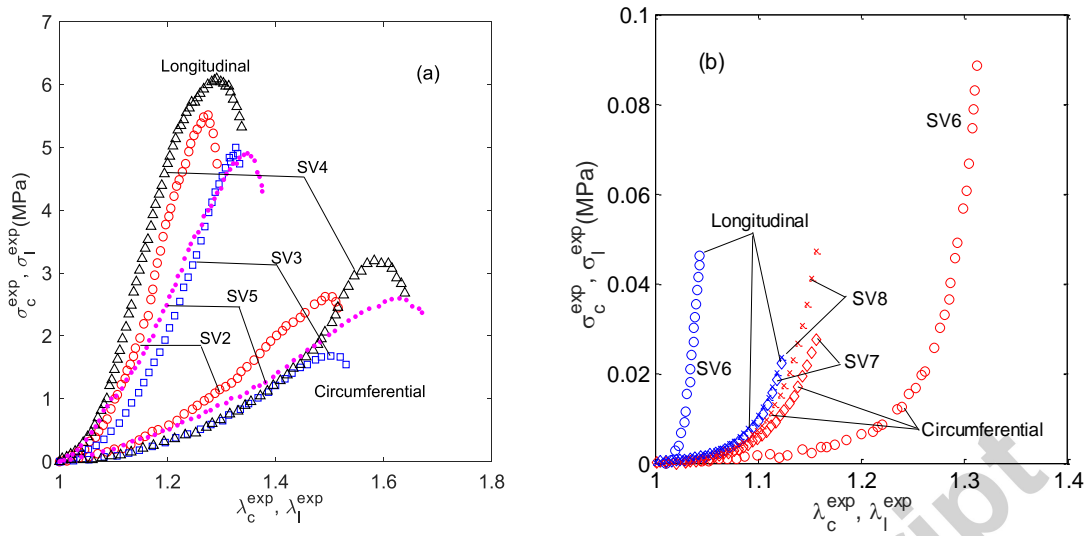 7
6
5
4
3
2
1
0
σ_c^exp, σ_l^exp(MPa)
Longitudinal
(a)
SV4
SV3
SV5
SV2
Circumferential
1 1.2 1.4 1.6 1.8
λ_c^exp, λ_l^exp
0.1
0.08
0.06
0.04
0.02
0
σ_c^exp, σ_l^exp(MPa)
(b)
SV6
Longitudinal
SV8
SV7
SV6
Circumferential
1 1.1 1.2 1.3 1.4
λ_c^exp, λ_l^exp
ript